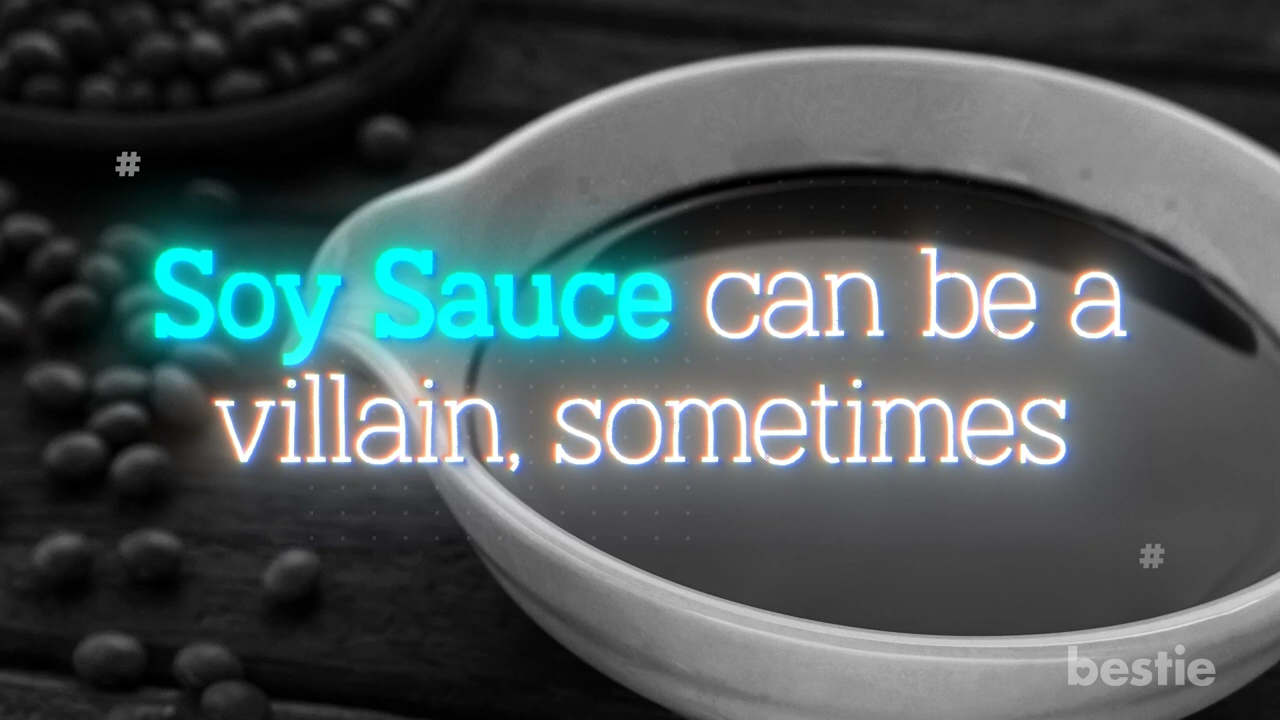 #
Soy Sauce can be a
villain, sometimes
#
bestie